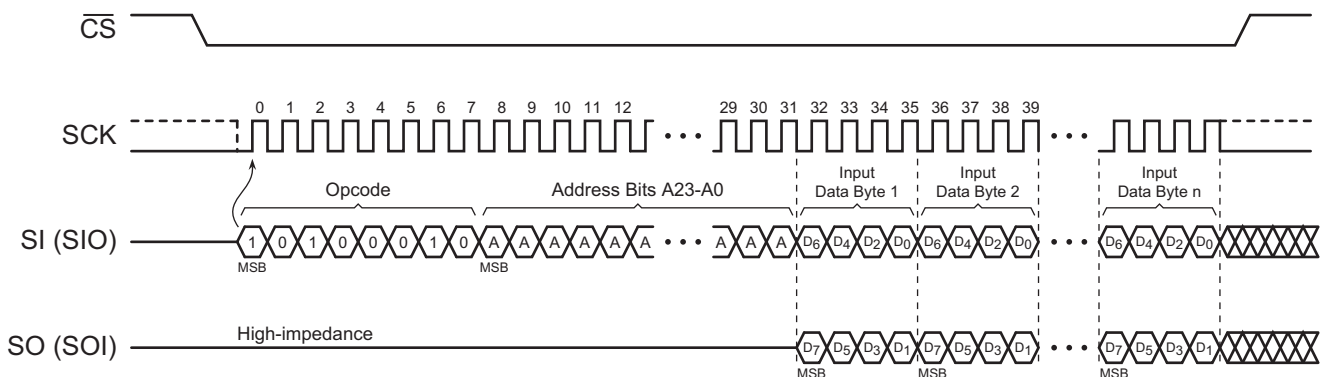 CS
0 1 2 3 4 5 6 7 8 9 10 11 12 29 30 31 32 33 34 35 36 37 38 39
SCK
Opcode
Address Bits A23-A0
Input
Data Byte 1
Input
Data Byte 2
Input
Data Byte n
SI (SIO)
1 0 1 0 0 0 1 0 A A A A A A A A A D6 D4 D2 D0 D6 D4 D2 D0 D6 D4 D2 D0
MSB MSB
High-impedance
SO (SOI)
D7 D5 D3 D1 D7 D5 D3 D1 D7 D5 D3 D1
MSB MSB MSB